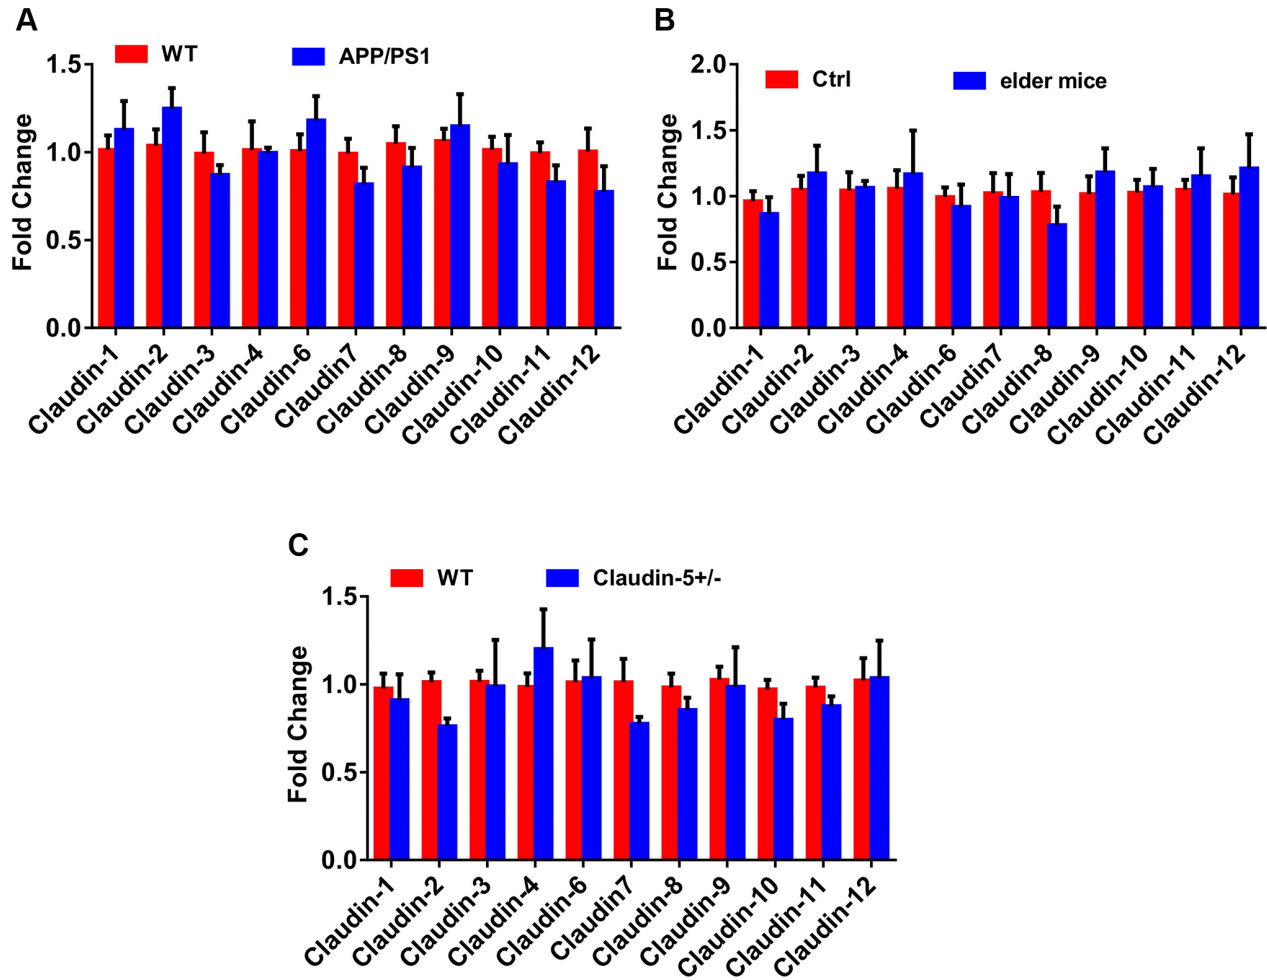 A
WT APP/PS1
Fold Change
1.5
1.0
0.5
0.0
Claudin-1
Claudin-2
Claudin-3
Claudin-4
Claudin-6
Claudin7
Claudin-8
Claudin-9
Claudin-10
Claudin-11
Claudin-12
B
Ctrl elder mice
Fold Change
2.0
1.5
1.0
0.5
0.0
Claudin-1
Claudin-2
Claudin-3
Claudin-4
Claudin-6
Claudin7
Claudin-8
Claudin-9
Claudin-10
Claudin-11
Claudin-12
C
WT Claudin-5+/-
Fold Change
1.5
1.0
0.5
0.0
Claudin-1
Claudin-2
Claudin-3
Claudin-4
Claudin-6
Claudin7
Claudin-8
Claudin-9
Claudin-10
Claudin-11
Claudin-12